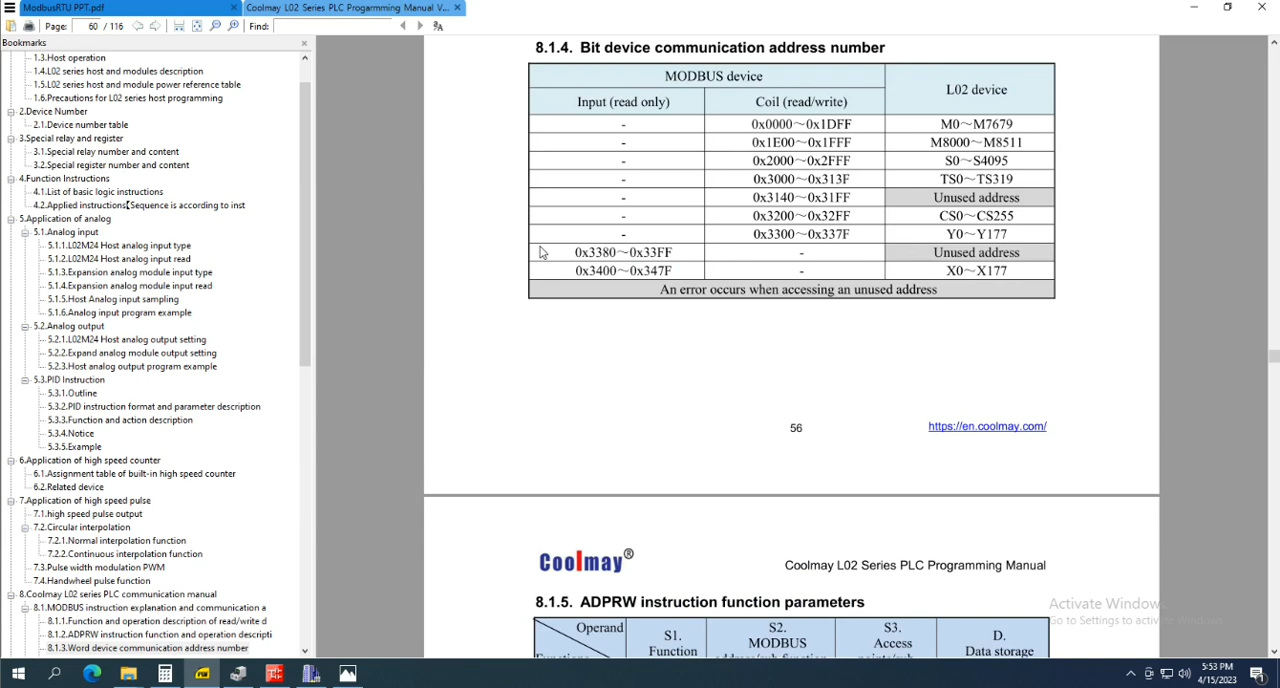 ModbusRTU PPT.pdf
Coolmay L02 Series PLC Progarmming Manual V...
Page: 60 / 116 Find:
Bookmarks
1.3.Host operation
1.4.L02 series host and modules description
1.5.L02 series host and module power reference table
1.6.Precautions for L02 series host programming
2.Device Number
2.1.Device number table
3.Special relay and register
3.1.Special relay number and content
3.2.Special register number and content
4.Function Instructions
4.1.List of basic logic instructions
4.2.Applied instructions【Sequence is according to inst
5.Application of analog
5.1.Analog input
5.1.1.L02M24 Host analog input type
5.1.2.L02M24 Host analog input read
5.1.3.Expansion analog module input type
5.1.4.Expansion analog module input read
5.1.5.Host Analog input sampling
5.1.6.Analog input program example
5.2.Analog output
5.2.1.L02M24 Host analog output setting
5.2.2.Expand analog module output setting
5.2.3.Host analog output program example
5.3.PID Instruction
5.3.1.Outline
5.3.2.PID instruction format and parameter description
5.3.3.Function and action description
5.3.4.Notice
5.3.5.Example
6.Application of high speed counter
6.1.Assignment table of built-in high speed counter
6.2.Related device
7.Application of high speed pulse
7.1.high speed pulse output
7.2.Circular interpolation
7.2.1.Normal interpolation function
7.2.2.Continuous interpolation function
7.3.Pulse width modulation PWM
7.4.Handwheel pulse function
8.Coolmay L02 series PLC communication manual
8.1.MODBUS instruction explanation and communication a
8.1.1.Function and operation description of read/write d
8.1.2.ADPRW instruction function and operation descripti
8.1.3.Word device communication address number
8.1.4. Bit device communication address number
MODBUS device
L02 device
Input (read only) Coil (read/write)
- 0x0000～0x1DFF M0～M7679
- 0x1E00～0x1FFF M8000～M8511
- 0x2000～0x2FFF S0～S4095
- 0x3000～0x313F TS0～TS319
- 0x3140～0x31FF Unused address
- 0x3200～0x32FF CS0～CS255
- 0x3300～0x337F Y0～Y177
0x3380～0x33FF - Unused address
0x3400～0x347F - X0～X177
An error occurs when accessing an unused address
56 https://en.coolmay.com/
Coolmay® Coolmay L02 Series PLC Programming Manual
8.1.5. ADPRW instruction function parameters
Operand
S1.
Function
S2.
MODBUS
S3.
Access
D.
Data storage
Activate Windows
Go to Settings to activate Windows.
5:53 PM
4/15/2023